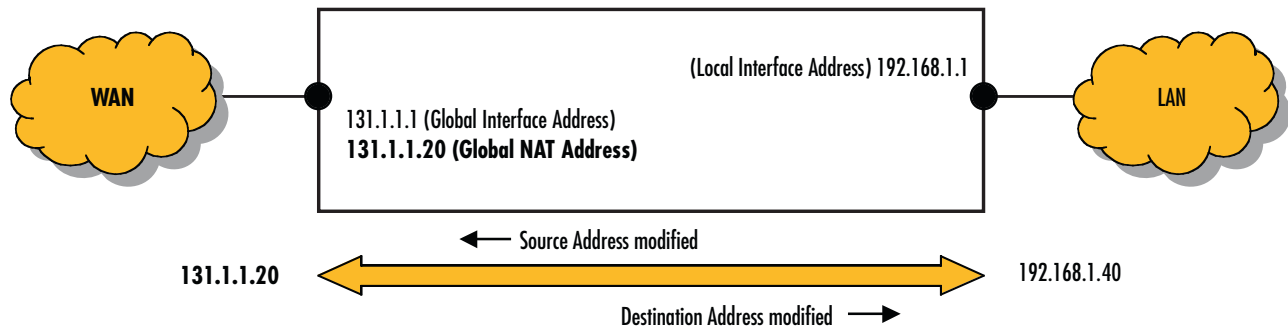 WAN
(Local Interface Address) 192.168.1.1
LAN
131.1.1.1 (Global Interface Address)
131.1.1.20 (Global NAT Address)
Source Address modified
131.1.1.20
192.168.1.40
Destination Address modified